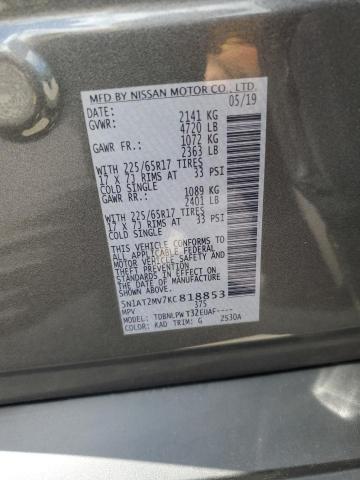 MFD BY NISSAN MOTOR CO., LTD.
DATE: 05/19
GVWR: 2141 KG
4720 LB
GAWR FR.: 1072 KG
2363 LB
WITH 225/65R17 TIRES
17 X 7J RIMS AT 33 PSI
COLD SINGLE
GAWR RR.: 1089 KG
2401 LB
WITH 225/65R17 TIRES
17 X 7J RIMS AT 33 PSI
COLD SINGLE
THIS VEHICLE CONFORMS TO ALL APPLICABLE FEDERAL
MOTOR VEHICLE SAFETY AND
THEFT PREVENTION STANDARDS
IN EFFECT ON THE DATE OF
MANUFACTURE SHOWN ABOVE.
5N1AT2MV7KC818853
MPV 375
MODEL: TDBNLPWT32EUAF----
COLOR: KAD TRIM: G Z530A